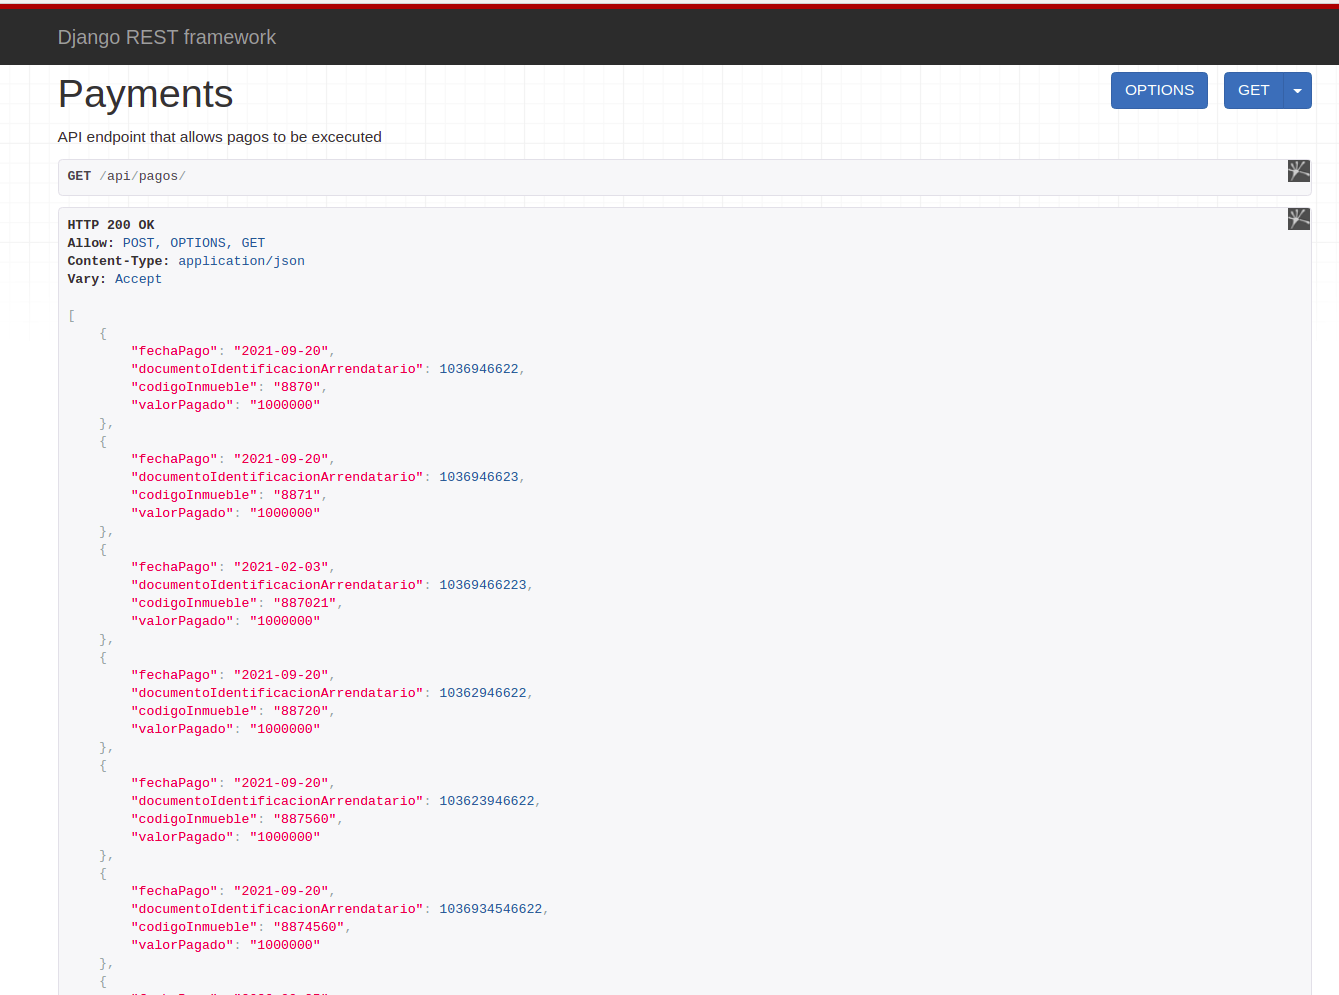 Django REST framework
Payments
OPTIONS
GET
API endpoint that allows pagos to be excecuted
GET /api/pagos/
HTTP 200 OK
Allow: POST, OPTIONS, GET
Content-Type: application/json
Vary: Accept
[
{
"fechaPago": "2021-09-20",
"documentoIdentificacionArrendatario": 1036946622,
"codigoInmueble": "8870",
"valorPagado": "1000000"
},
{
"fechaPago": "2021-09-20",
"documentoIdentificacionArrendatario": 1036946623,
"codigoInmueble": "8871",
"valorPagado": "1000000"
},
{
"fechaPago": "2021-02-03",
"documentoIdentificacionArrendatario": 10369466223,
"codigoInmueble": "887021",
"valorPagado": "1000000"
},
{
"fechaPago": "2021-09-20",
"documentoIdentificacionArrendatario": 10362946622,
"codigoInmueble": "88720",
"valorPagado": "1000000"
},
{
"fechaPago": "2021-09-20",
"documentoIdentificacionArrendatario": 103623946622,
"codigoInmueble": "887560",
"valorPagado": "1000000"
},
{
"fechaPago": "2021-09-20",
"documentoIdentificacionArrendatario": 1036934546622,
"codigoInmueble": "8874560",
"valorPagado": "1000000"
},
{